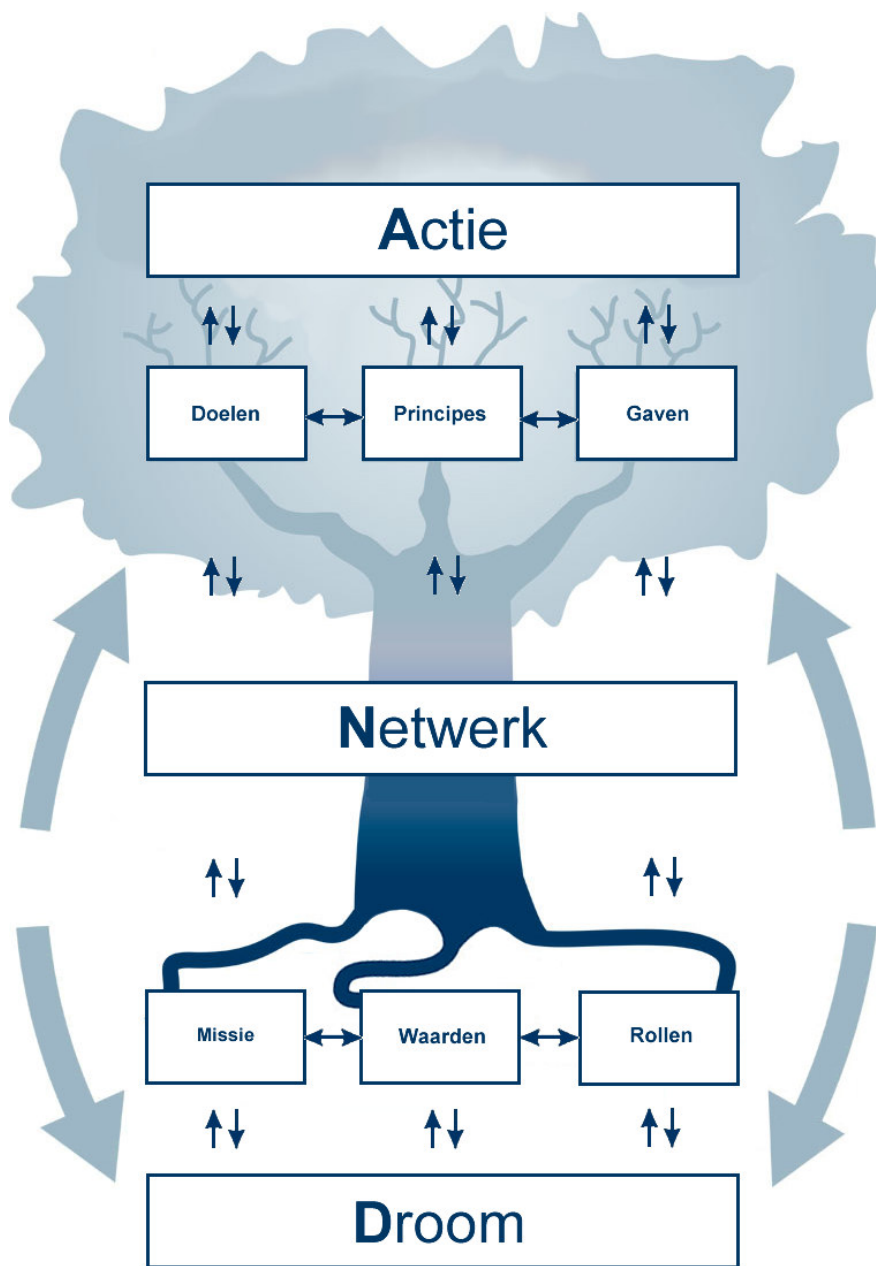 Actie
Doelen
Principes
Gaven
Netwerk
Missie
Waarden
Rollen
Droom